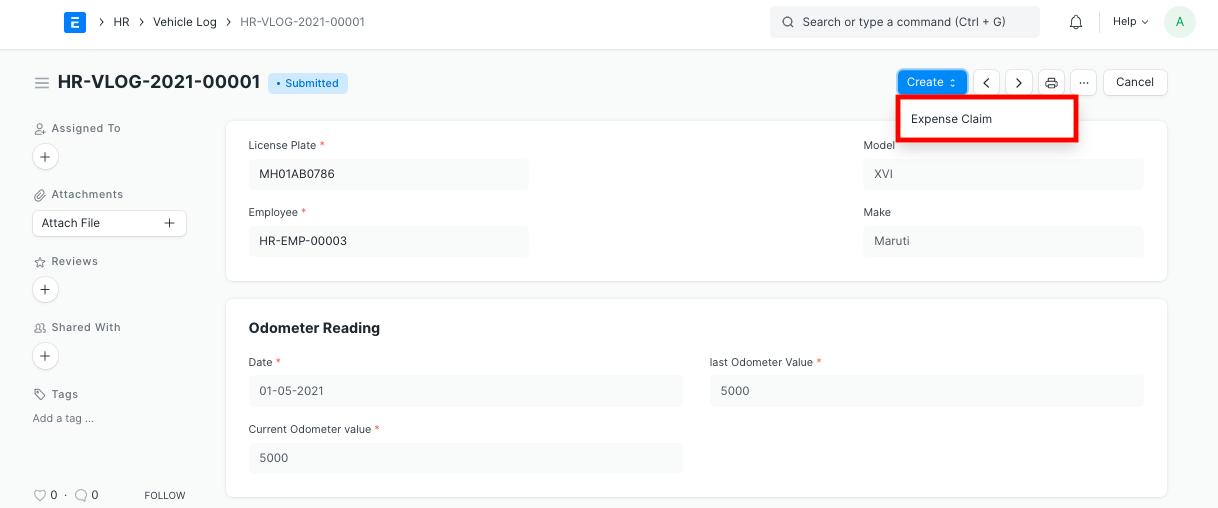 E HR Vehicle Log HR-VLOG-2021-00001 Search or type a command (Ctrl + G) Help A
HR-VLOG-2021-00001 • Submitted Create ... Cancel
Expense Claim
Assigned To
Attachments
Attach File
Reviews
Shared With
Tags
Add a tag ...
0 · 0 FOLLOW
License Plate *
MH01AB0786
Model
XVI
Employee *
HR-EMP-00003
Make
Maruti
Odometer Reading
Date *
01-05-2021
last Odometer Value *
5000
Current Odometer value *
5000